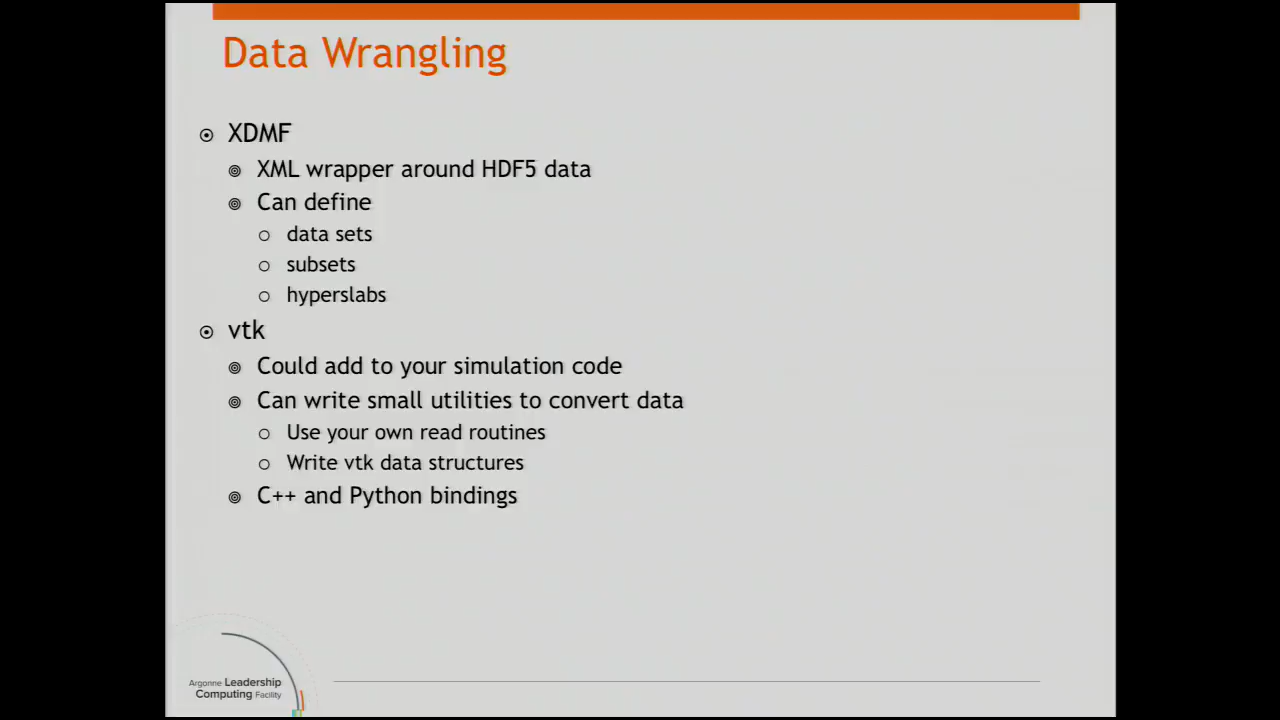 Data Wrangling
XDMF
XML wrapper around HDF5 data
Can define
data sets
subsets
hyperslabs
vtk
Could add to your simulation code
Can write small utilities to convert data
Use your own read routines
Write vtk data structures
C++ and Python bindings
Argonne Leadership
Computing Facility